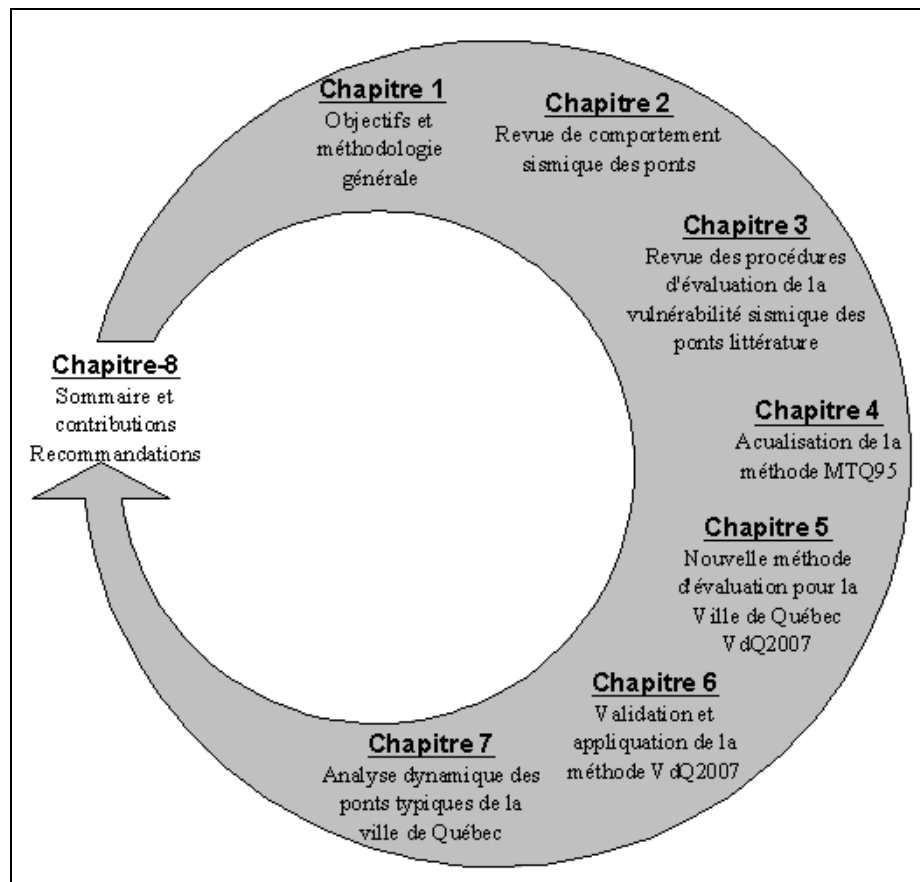 Chapitre 1
Objectifs et
méthodologie
générale
Chapitre 2
Revue de comportement
sismique des ponts
Chapitre 3
Revue des procédures
d'évaluation de la
vulnérabilité sismique des
ponts littérature
Chapitre 4
Acualisation de la
méthode MTQ95
Chapitre 5
Nouvelle méthode
d'évaluation pour la
Ville de Québec
VdQ2007
Chapitre 6
Validation et
appliquation de la
méthode VdQ2007
Chapitre 7
Analyse dynamique des
ponts typiques de la
ville de Québec
Chapitre-8
Sommaire et
contributions
Recommandations